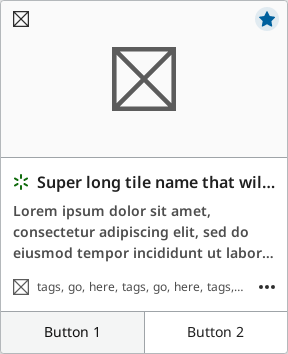 Super long tile name that wil...
Lorem ipsum dolor sit amet,
consectetur adipiscing elit, sed do
eiusmod tempor incididunt ut labor...
tags, go, here, tags, go, here, tags,...
Button 1
Button 2